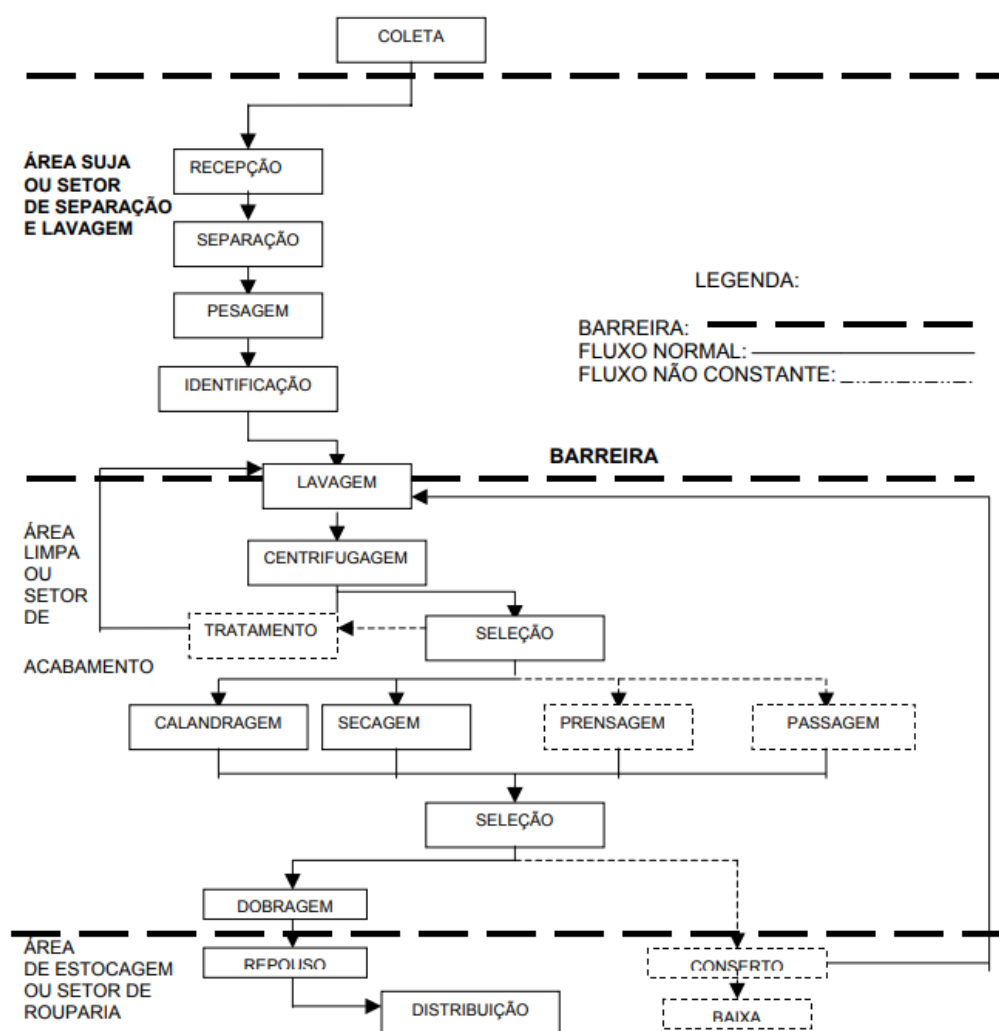 COLETA
ÁREA SUJA
OU SETOR
DE SEPARAÇÃO
E LAVAGEM
RECEPÇÃO
SEPARAÇÃO
PESAGEM
IDENTIFICAÇÃO
LEGENDA:
BARREIRA:
FLUXO NORMAL:
FLUXO NÃO CONSTANTE:
BARREIRA
LAVAGEM
ÁREA
LIMPA
OU
SETOR
DE
ACABAMENTO
CENTRIFUGAGEM
TRATAMENTO
SELEÇÃO
CALANDRAGEM
SECAGEM
PRENSAGEM
PASSAGEM
SELEÇÃO
DOBRAGEM
ÁREA
DE ESTOCAGEM
OU SETOR DE
ROUPARIA
REPOUSO
CONSERTO
DISTRIBUIÇÃO
BAIXA